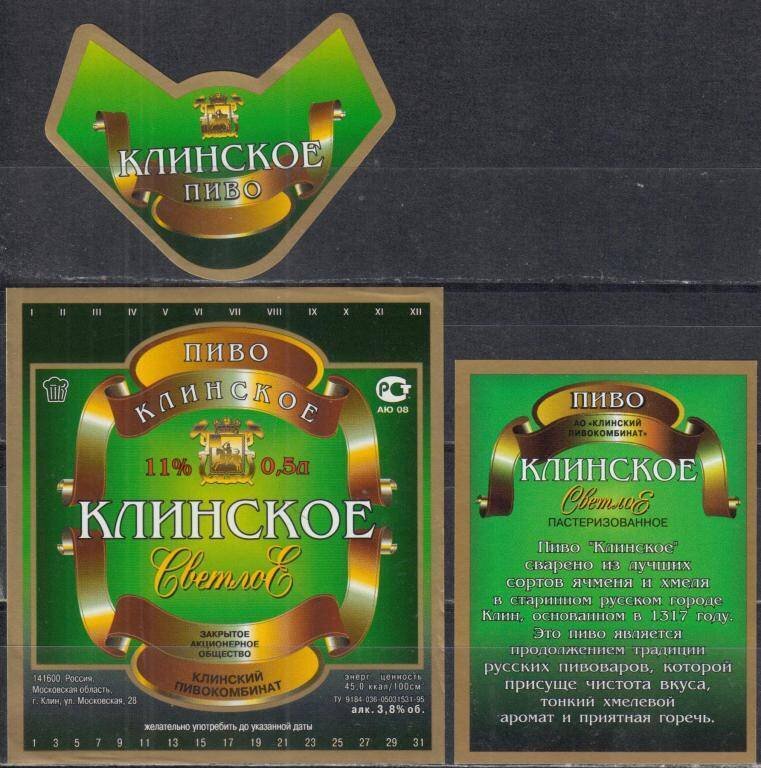 КЛИНСКОЕ
ПИВО
I II III IV V VI VII VIII IX X XI XII
ПИВО
КЛИНСКОЕ
РСТ
АЮ 08
11% 0,5л
КЛИНСКОЕ
СветлоЕ
ЗАКРЫТОЕ
АКЦИОНЕРНОЕ
ОБЩЕСТВО
КЛИНСКИЙ
ПИВОКОМБИНАТ
141600, Россия,
Московская область,
г. Клин, ул. Московская, 28
энерг. ценность
45,0 ккал/100см³
ТУ 9184-036-05031531-95
алк. 3,8% об.
желательно употребить до указанной даты
1 3 5 7 9 11 13 15 17 19 21 23 25 27 29 31
ПИВО
АО «КЛИНСКИЙ
ПИВОКОМБИНАТ»
КЛИНСКОЕ
СветлоЕ
ПАСТЕРИЗОВАННОЕ
Пиво "Клинское"
сварено из лучших
сортов ячменя и хмеля
в старинном русском городе
Клин, основанном в 1317 году.
Это пиво является
продолжением традиции
русских пивоваров, которой
присуще чистота вкуса,
тонкий хмелевой
аромат и приятная горечь.